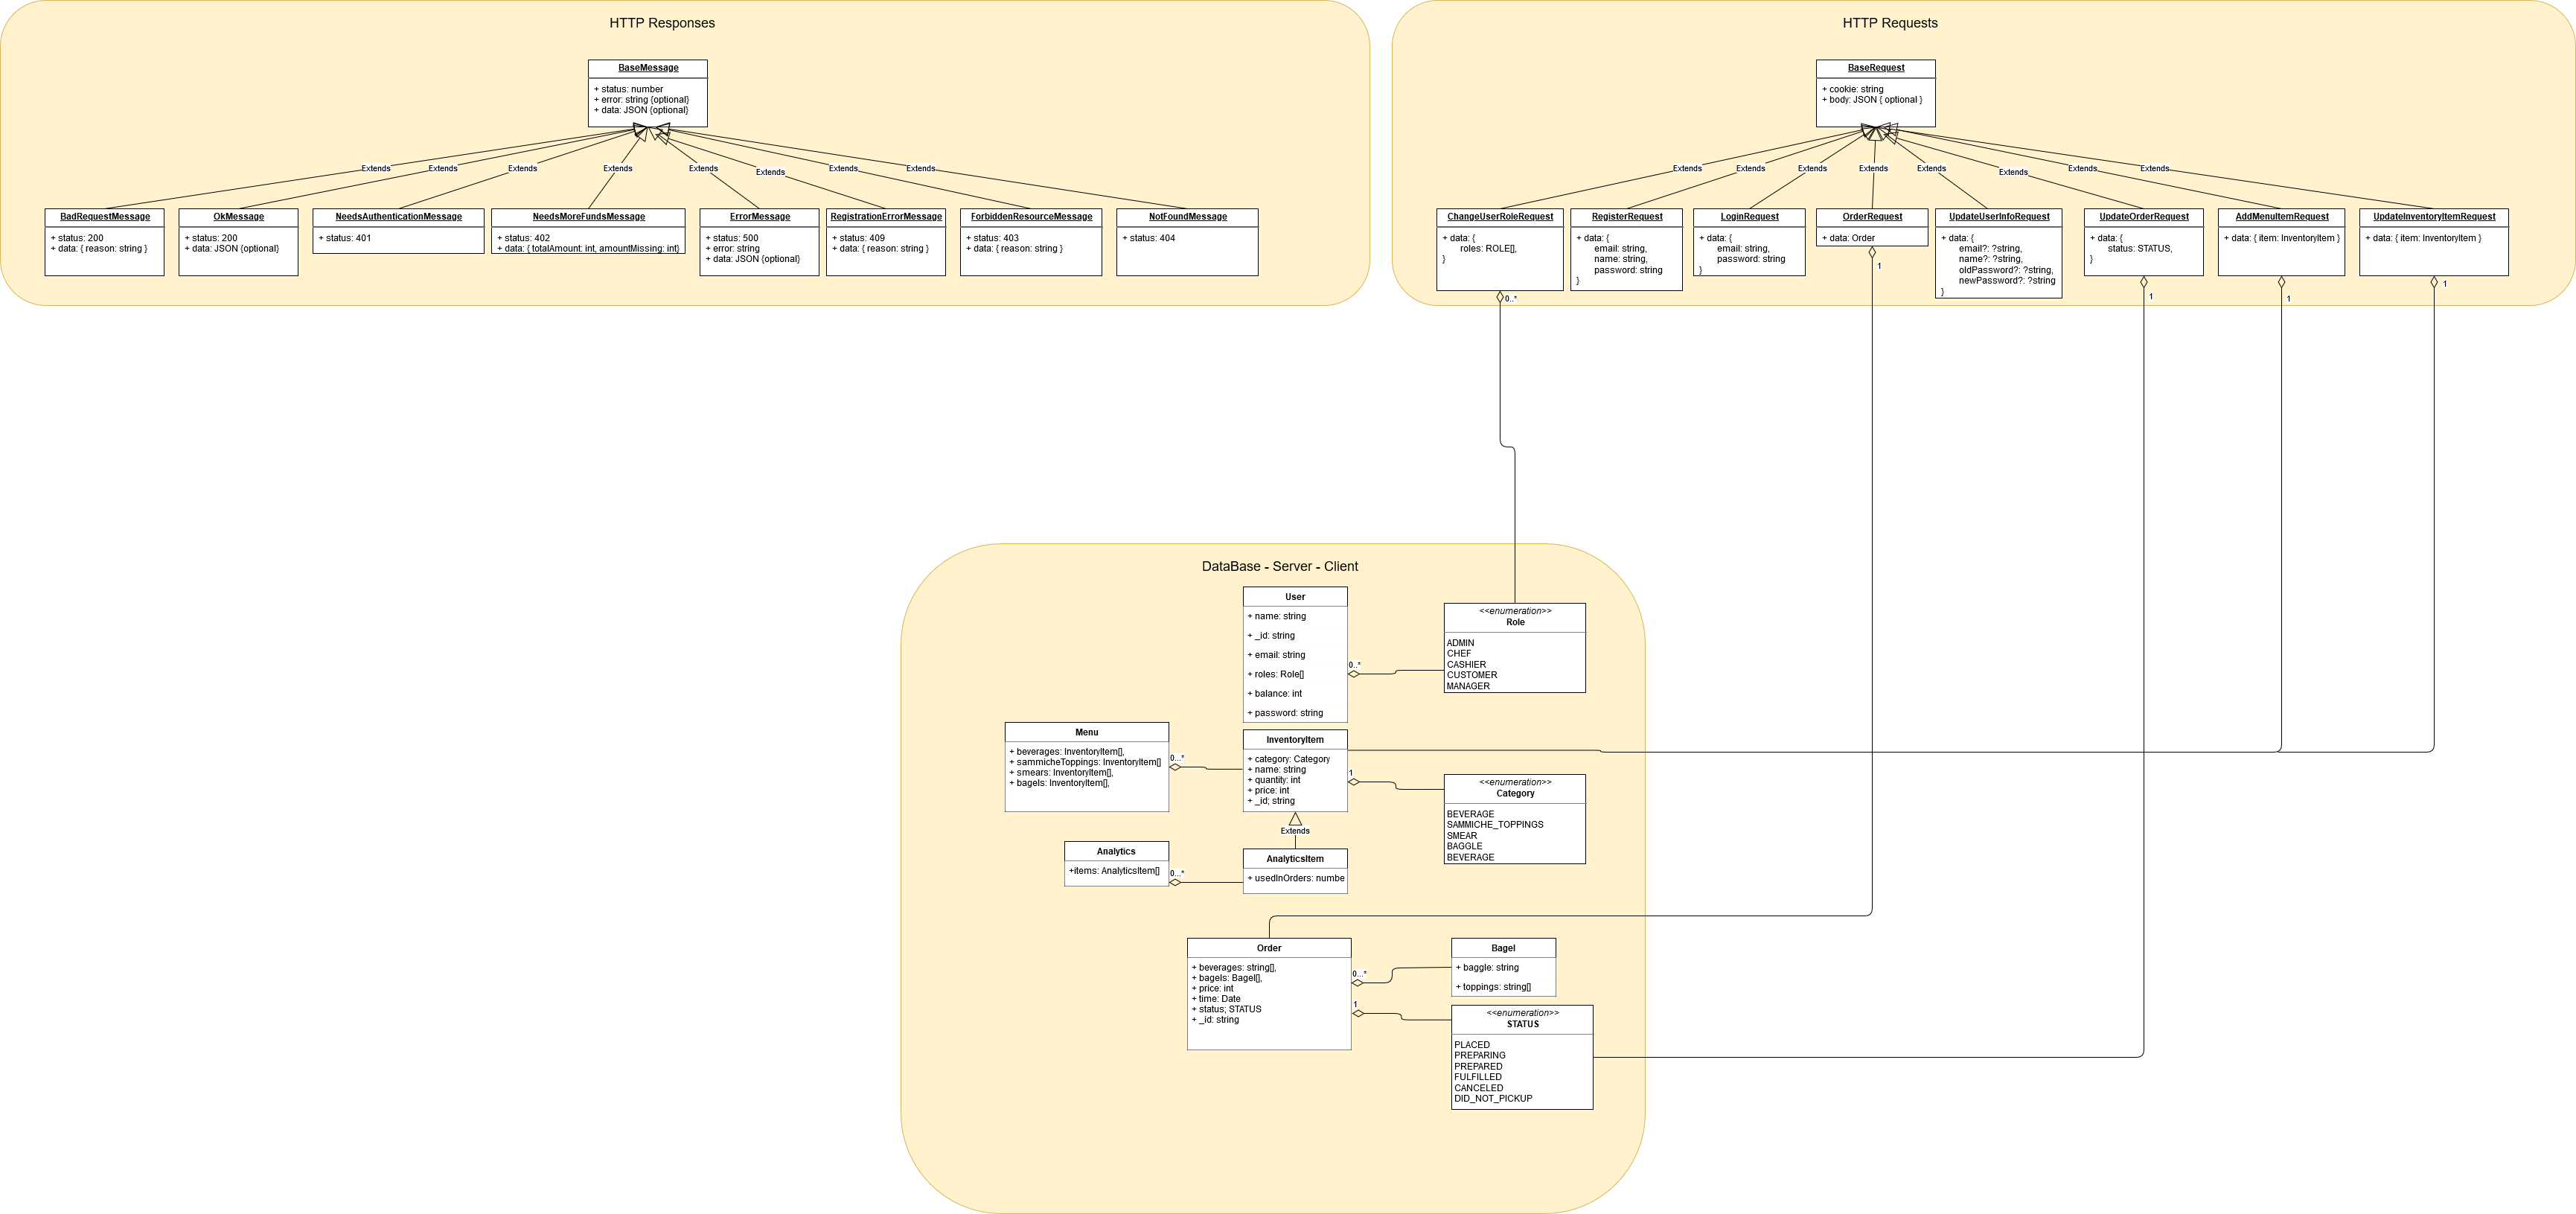 HTTP Responses
BaseMessage
+ status: number
+ error: string {optional}
+ data: JSON {optional}
Extends
Extends
Extends
Extends
Extends
Extends
Extends
Extends
BadRequestMessage
+ status: 200
+ data: { reason: string }
OkMessage
+ status: 200
+ data: JSON {optional)
NeedsAuthenticationMessage
+ status: 401
NeedsMoreFundsMessage
+ status: 402
+ data: { totalAmount: int, amountMissing: int}
ErrorMessage
+ status: 500
+ error: string
+ data: JSON {optional}
RegistrationErrorMessage
+ status: 409
+ data: { reason: string }
ForbiddenResourceMessage
+ status: 403
+ data: { reason: string }
NotFoundMessage
+ status: 404
HTTP Requests
BaseRequest
+ cookie: string
+ body: JSON { optional }
Extends
Extends
Extends
Extends
Extends
Extends
Extends
Extends
ChangeUserRoleRequest
+ data: {
roles: ROLE[],
}
0..*
RegisterRequest
+ data: {
email: string,
name: string,
password: string
}
LoginRequest
+ data: {
email: string,
password: string
}
OrderRequest
+ data: Order
1
UpdateUserInfoRequest
+ data: {
email?: ?string,
name?: ?string,
oldPassword?: ?string,
newPassword?: ?string
}
UpdateOrderRequest
+ data: {
status: STATUS,
}
1
AddMenuItemRequest
+ data: { item: InventoryItem }
1
UpdateInventoryItemRequest
+ data: { item: InventoryItem }
1
DataBase - Server - Client
User
+ name: string
+ _id: string
+ email: string
+ roles: Role[]
+ balance: int
+ password: string
0..*
<<enumeration>>
Role
ADMIN
CHEF
CASHIER
CUSTOMER
MANAGER
Menu
+ beverages: InventoryItem[],
+ sammicheToppings: InventoryItem[]
+ smears: InventoryItem[],
+ bagels: InventoryItem[],
0...*
InventoryItem
+ category: Category
+ name: string
+ quantity: int
+ price: int
+ _id; string
1
<<enumeration>>
Category
BEVERAGE
SAMMICHE_TOPPINGS
SMEAR
BAGGLE
BEVERAGE
Extends
Analytics
+items: AnalyticsItem[]
0...*
AnalyticsItem
+ usedInOrders: numbe
Order
+ beverages: string[],
+ bagels: Bagel[],
+ price: int
+ time: Date
+ status; STATUS
+ _id: string
0...*
1
Bagel
+ baggle: string
+ toppings: string[]
<<enumeration>>
STATUS
PLACED
PREPARING
PREPARED
FULFILLED
CANCELED
DID_NOT_PICKUP